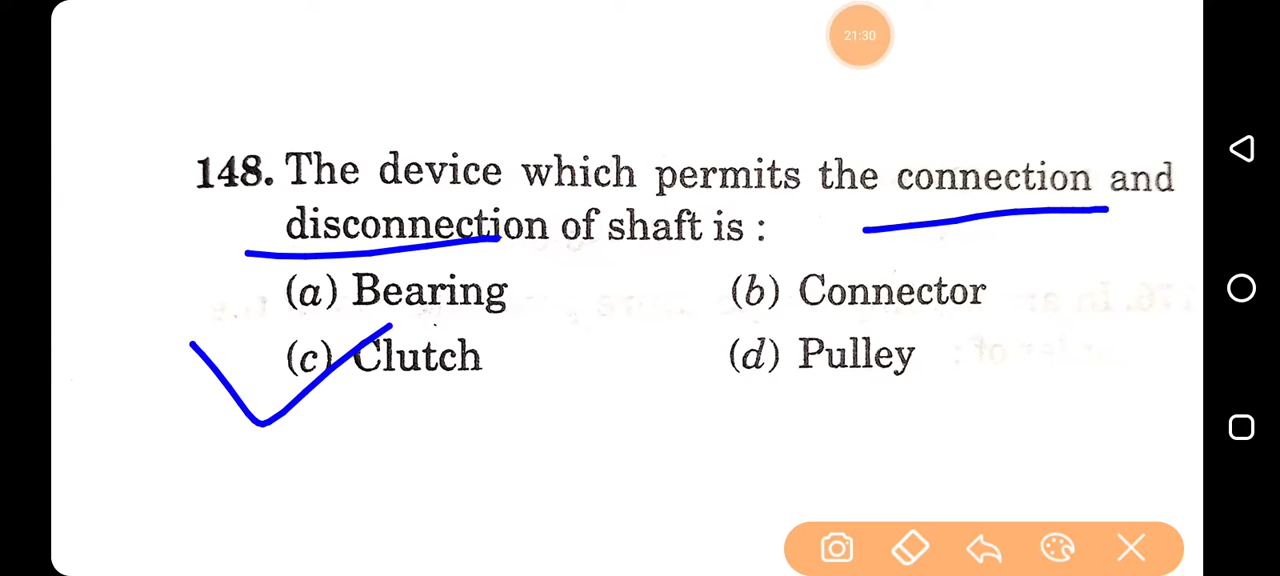 21:30
148. The device which permits the connection and
disconnection of shaft is :
(a) Bearing (b) Connector
(c) Clutch (d) Pulley